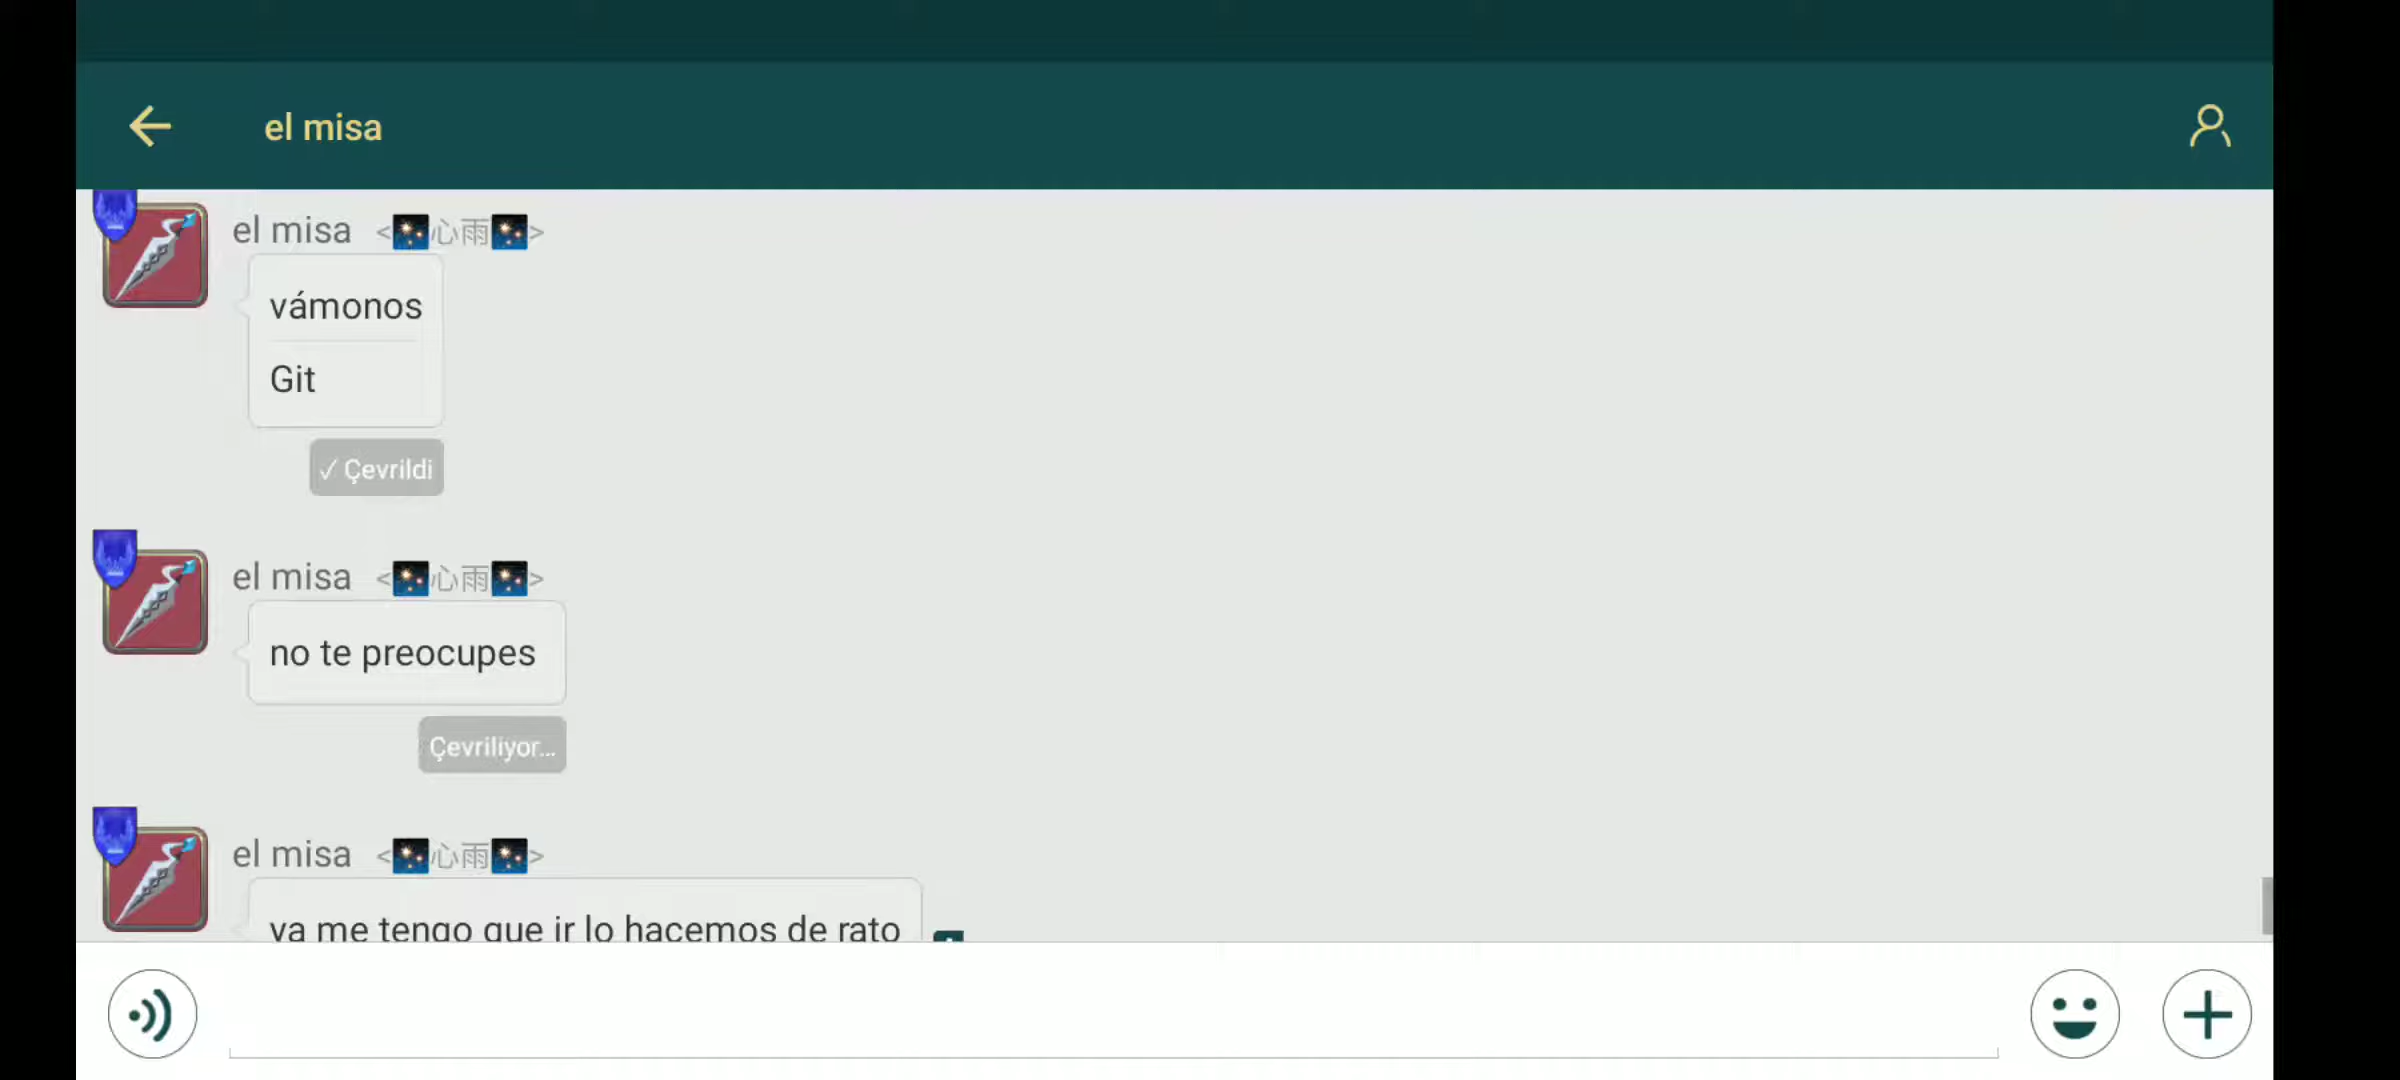 el misa
el misa <🎆心雨🎆>
vámonos
Git
✓ Çevrildi
el misa <🎆心雨🎆>
no te preocupes
Çevriliyor...
el misa <🎆心雨🎆>
ya me tengo que ir lo hacemos de rato